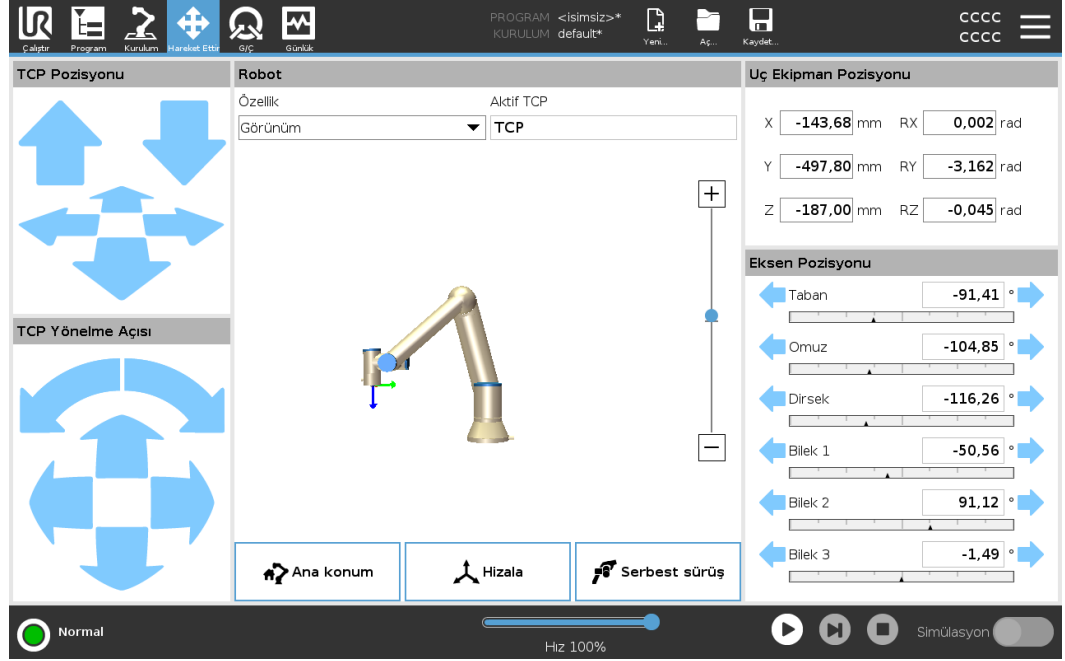 PROGRAM <isimsiz>*
KURULUM default*
CCCC
CCCC
Çalıştır Program Kurulum Hareket Ettir G/Ç Günlük Yeni... Aç... Kaydet...
TCP Pozisyonu
Robot
Uç Ekipman Pozisyonu
Özellik Aktif TCP
Görünüm TCP
X -143,68 mm RX 0,002 rad
Y -497,80 mm RY -3,162 rad
Z -187,00 mm RZ -0,045 rad
Eksen Pozisyonu
Taban -91,41 °
TCP Yönelme Açısı
Omuz -104,85 °
Dirsek -116,26 °
Bilek 1 -50,56 °
Bilek 2 91,12 °
Bilek 3 -1,49 °
Ana konum Hizala Serbest sürüş
Normal
Hız 100%
Simülasyon